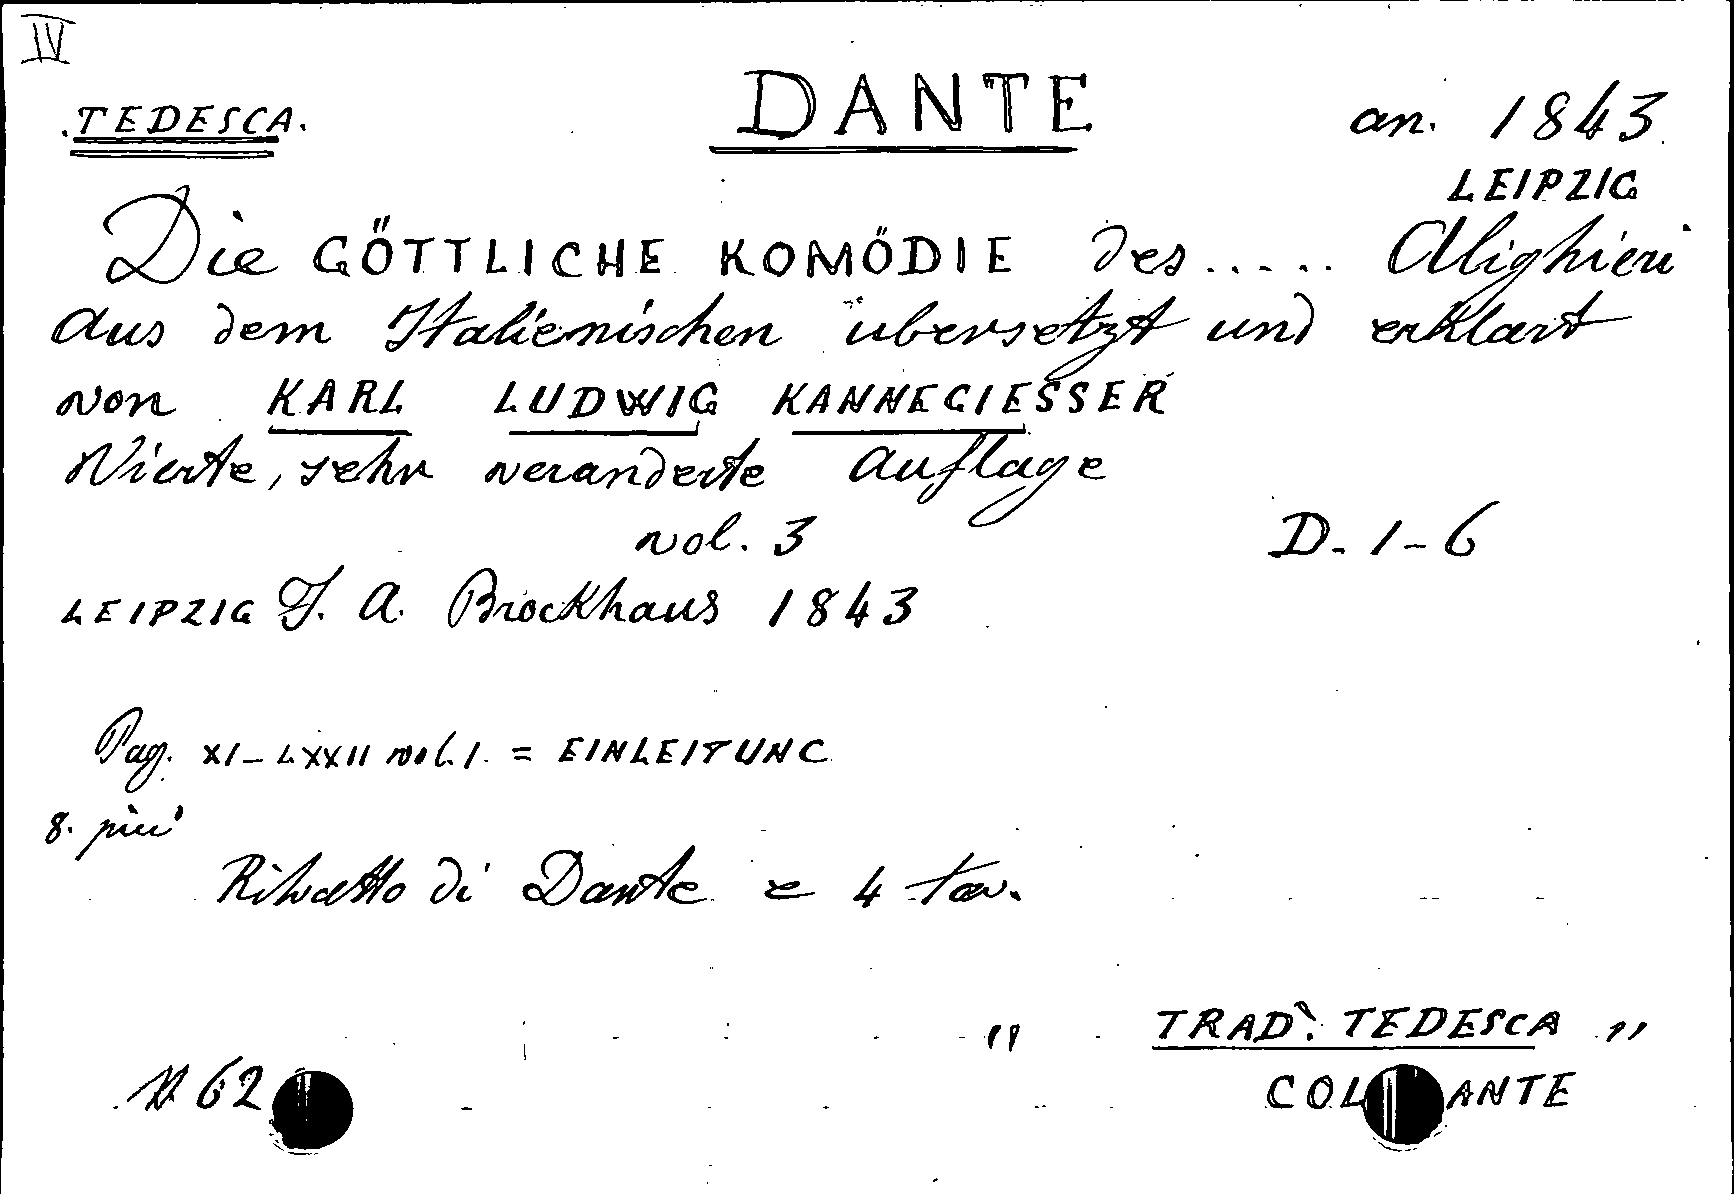 IV
.TEDESCA. DANTE an. 1843
LEIPZIG
Die GÖTTLICHE KOMÖDIE des..... Alighieri
aus dem Italienischen übersetzt und erklart
von KARL LUDWIG KANNEGIESSER
Vierte, sehr veranderte Auflage
vol. 3 D-1-6
LEIPZIG F. A. Brockhaus 1843
Pag. XI-LXXII vol. 1. = EINLEITUNG
8. più
Ritratto di Dante e 4 tav.
" TRAD. TEDESCA "
N 62 COL ANTE